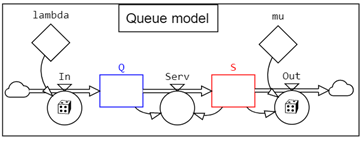 Queue model
lambda
mu
In
Q
Serv
S
Out